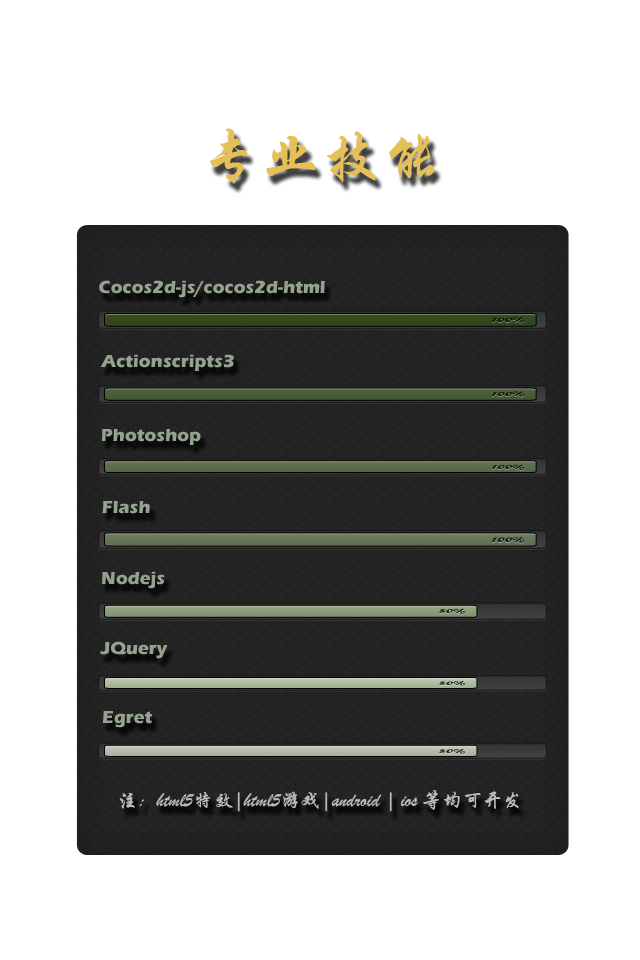 专业技能
Cocos2d-js/cocos2d-html
100%
Actionscripts3
100%
Photoshop
100%
Flash
100%
Nodejs
80%
JQuery
80%
Egret
80%
注：html5特效|html5游戏|android | ios 等均可开发